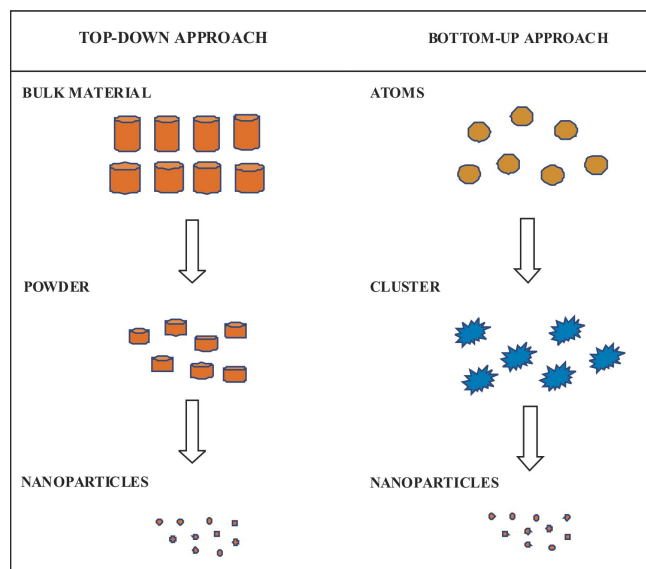 TOP-DOWN APPROACH
BOTTOM-UP APPROACH
BULK MATERIAL
ATOMS
POWDER
CLUSTER
NANOPARTICLES
NANOPARTICLES